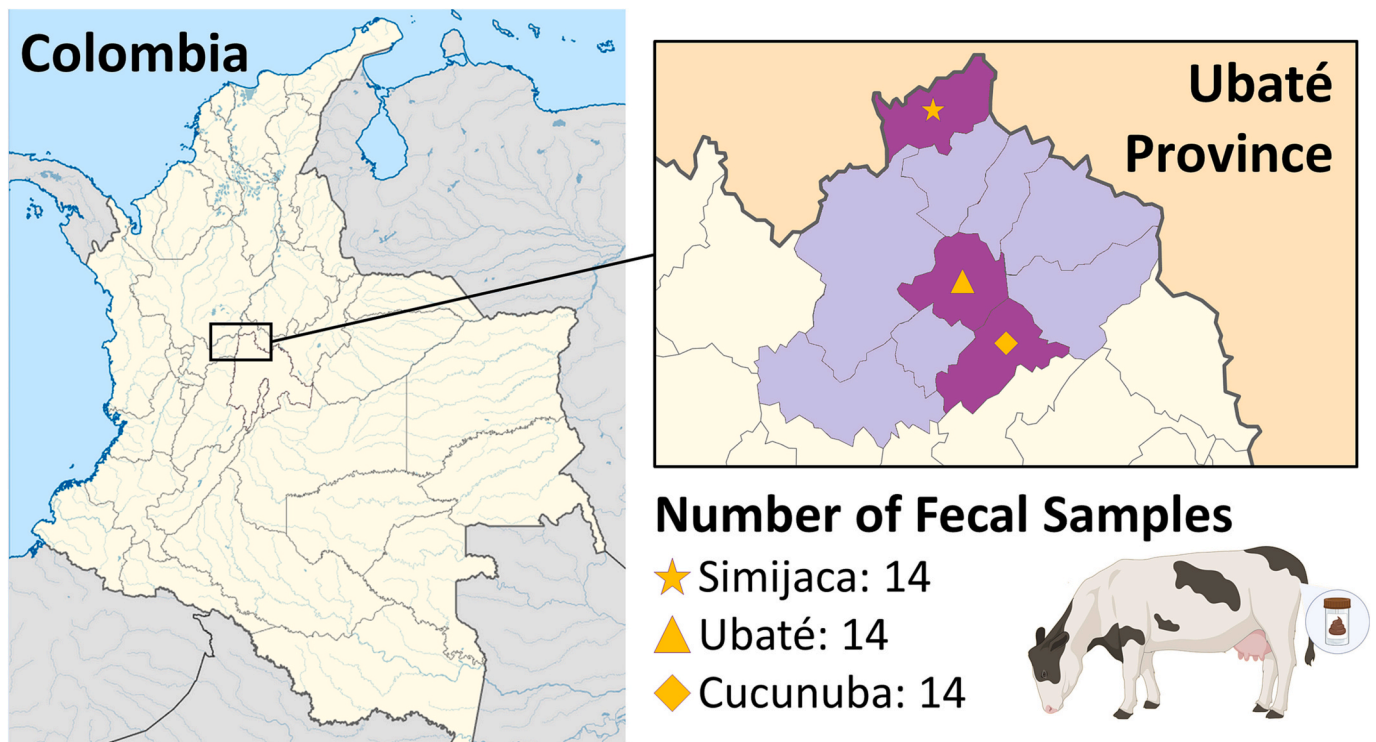 Colombia
Ubaté
Province
Number of Fecal Samples
Simijaca: 14
Ubaté: 14
Cucunuba: 14